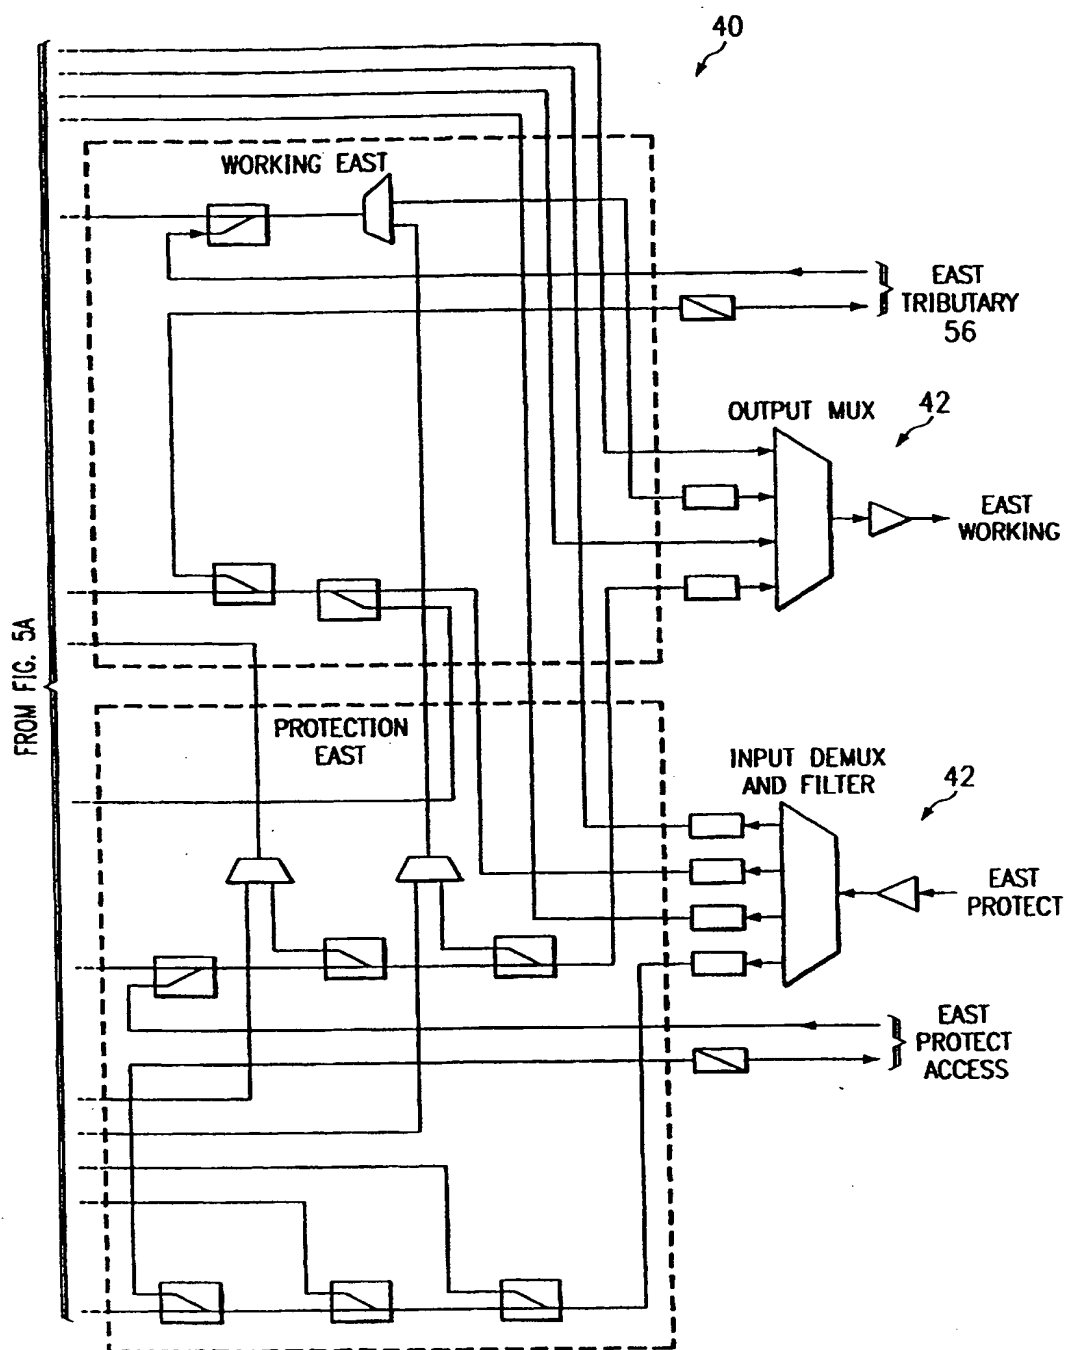 40
WORKING EAST
EAST
TRIBUTARY
56
OUTPUT MUX
42
EAST
WORKING
FROM FIG. 5A
PROTECTION
EAST
INPUT DEMUX
AND FILTER
42
EAST
PROTECT
EAST
PROTECT
ACCESS